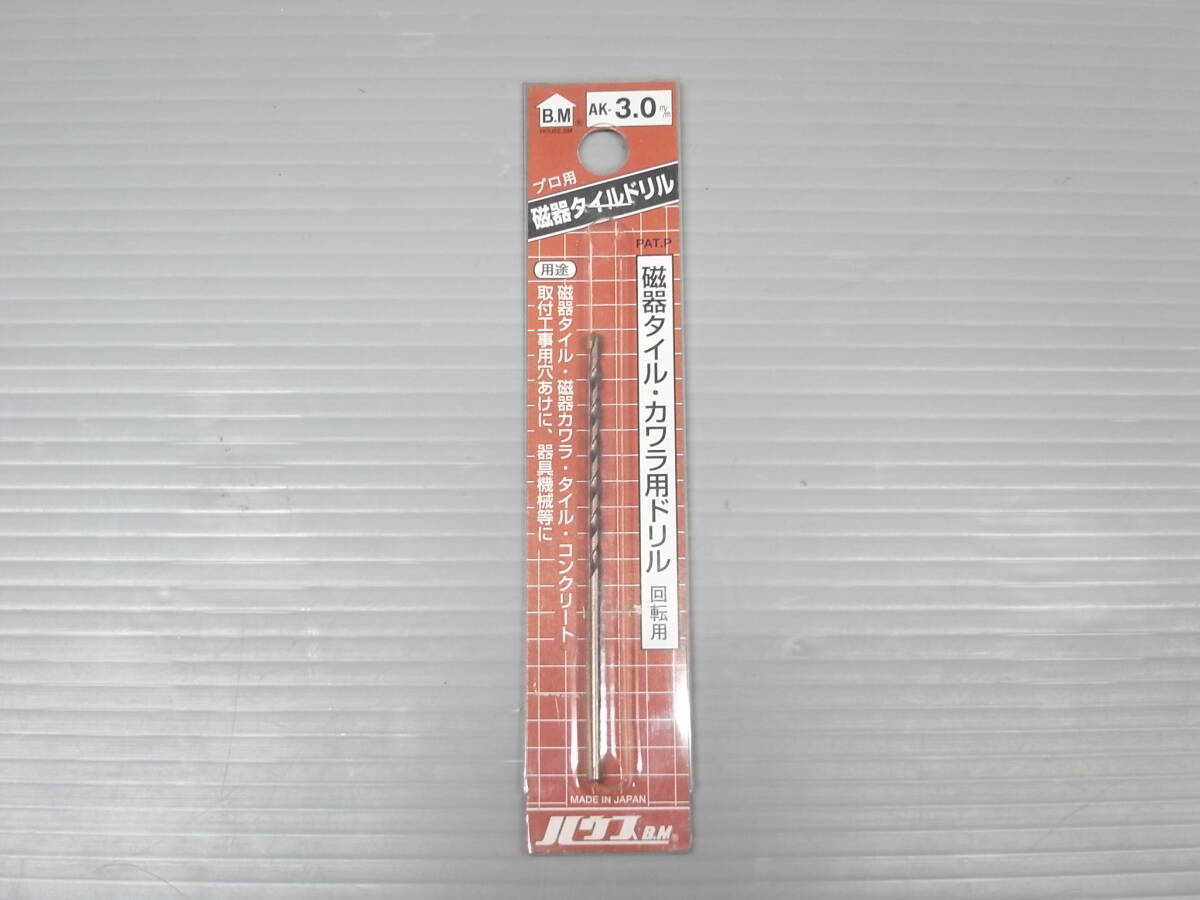 B.M®
HOUSE BM
AK-3.0 m/m
プロ用
磁器タイルドリル
PAT.P
用途
磁器タイル・磁器カワラ・タイル・コンクリート
取付工事用穴あけに、器具機械等に
磁器タイル・カワラ用ドリル 回転用
MADE IN JAPAN
ハウスB.M®